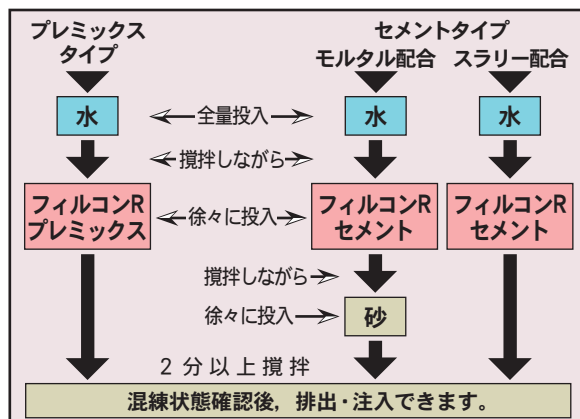 プレミックス
タイプ
セメントタイプ
モルタル配合 スラリー配合
水 全量投入 水 水
攪拌しながら
フィルコンR
プレミックス
徐々に投入
フィルコンR
セメント
フィルコンR
セメント
攪拌しながら
徐々に投入 砂
2分以上攪拌
混練状態確認後，排出・注入できます。